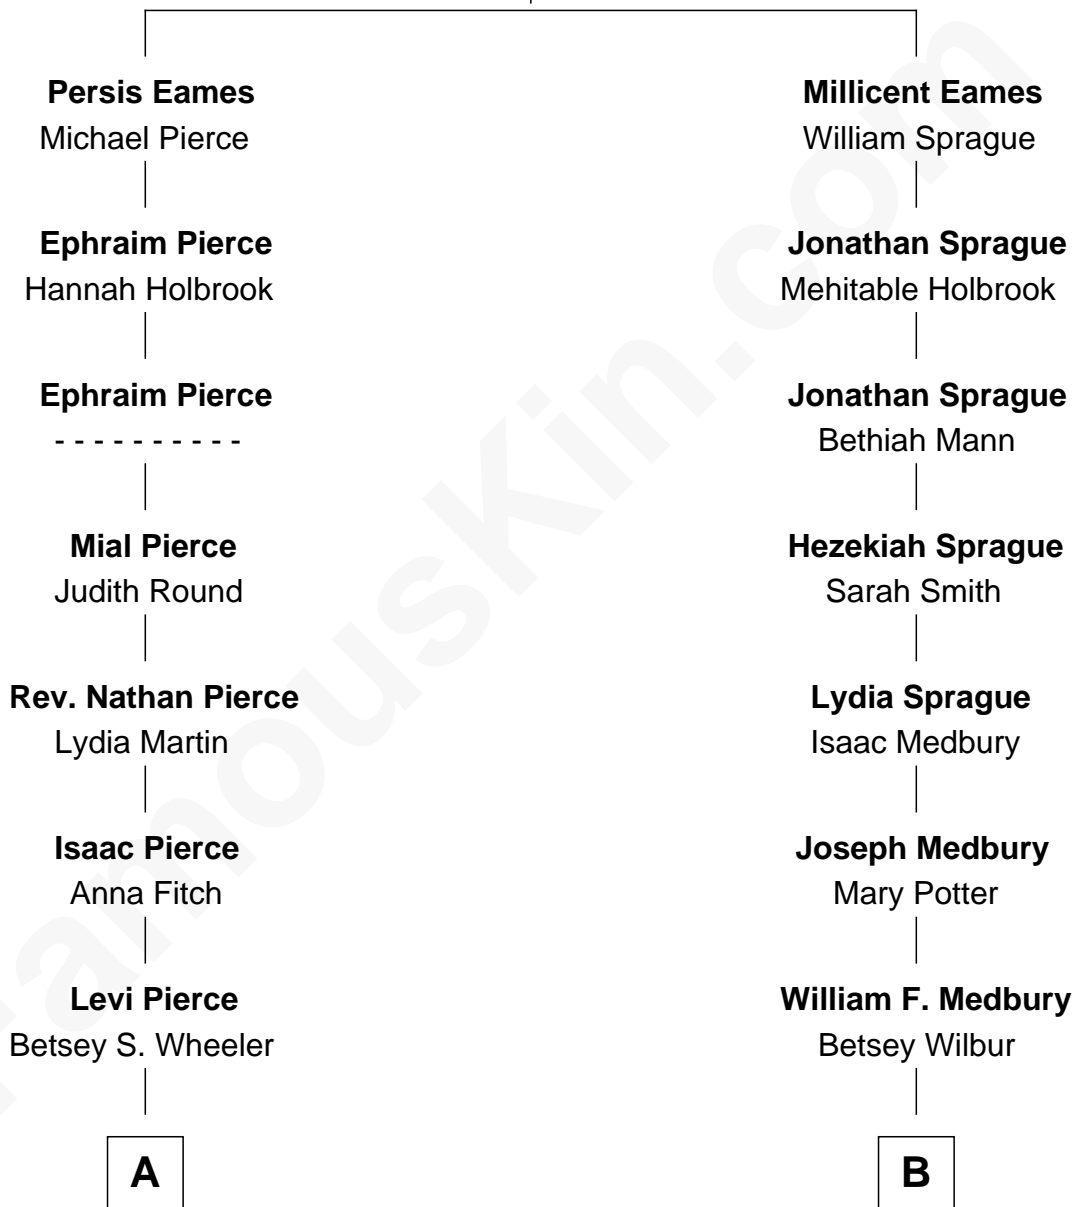 Persis Eames
Michael Pierce
Ephraim Pierce
Hannah Holbrook
Ephraim Pierce
- - - - - - - - - -
Mial Pierce
Judith Round
Rev. Nathan Pierce
Lydia Martin
Isaac Pierce
Anna Fitch
Levi Pierce
Betsey S. Wheeler
A
Millicent Eames
William Sprague
Jonathan Sprague
Mehitable Holbrook
Jonathan Sprague
Bethiah Mann
Hezekiah Sprague
Sarah Smith
Lydia Sprague
Isaac Medbury
Joseph Medbury
Mary Potter
William F. Medbury
Betsey Wilbur
B
FamousKin.com